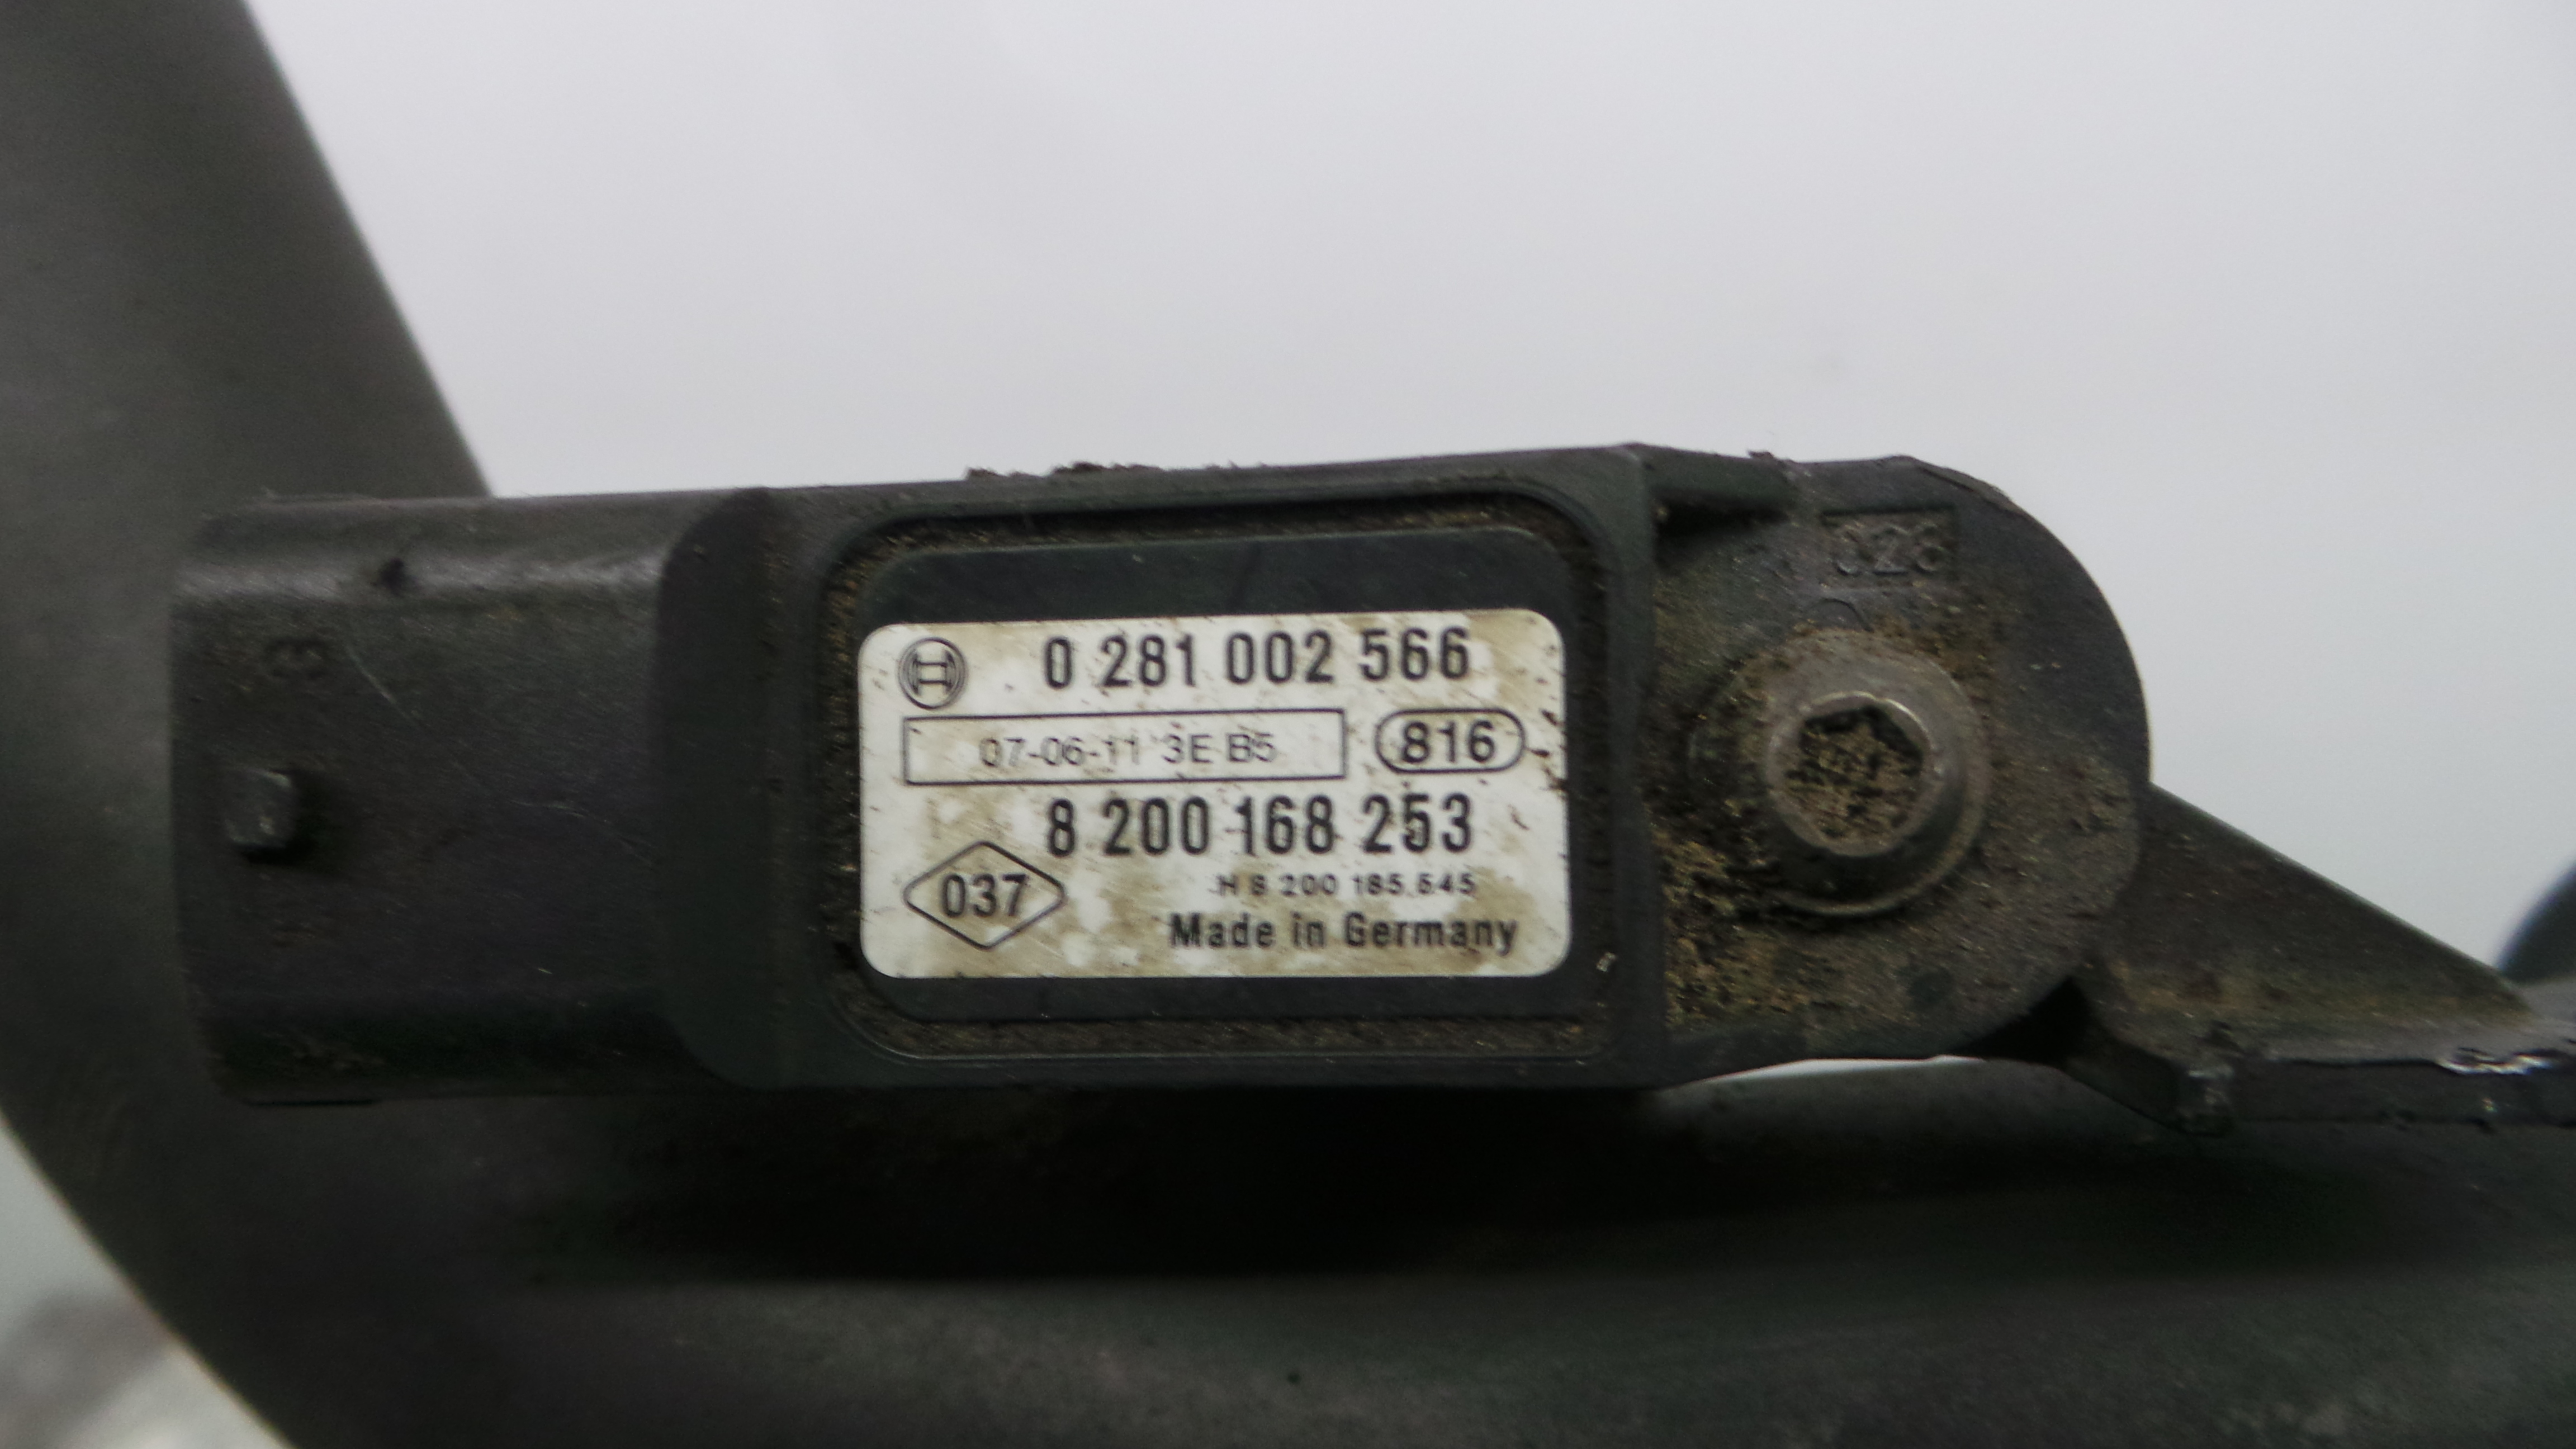 0 281 002 566
07-06-11 3E B5 816
8 200 168 253
037
H 8 200 185 545
Made in Germany